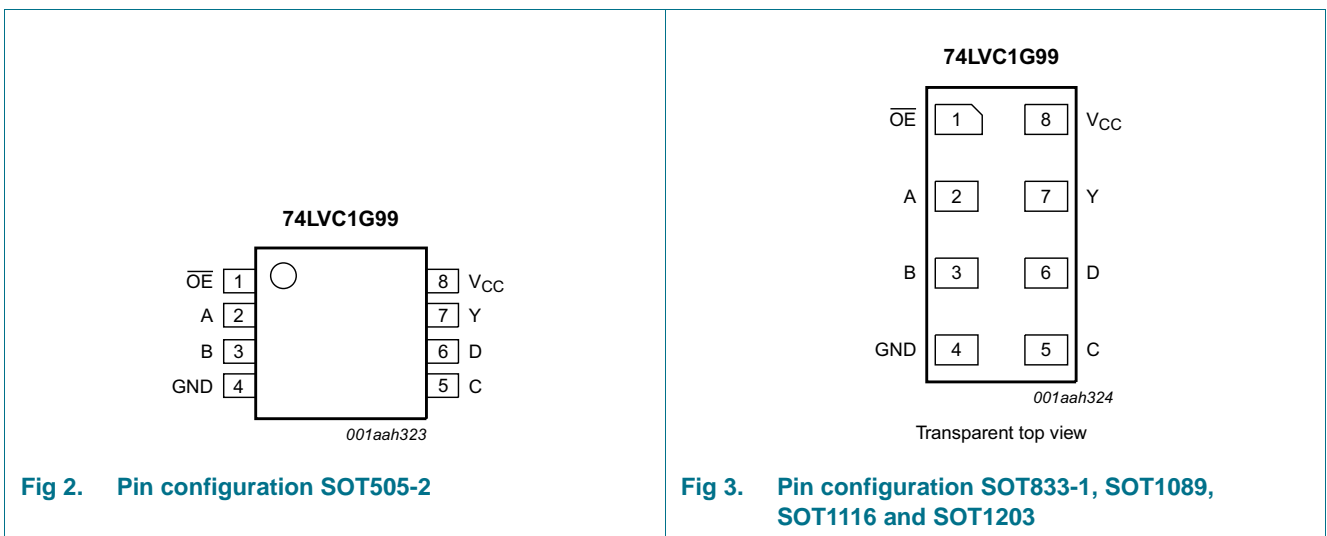 74LVC1G99
OE 1 8 VCC
A 2 7 Y
B 3 6 D
GND 4 5 C
001aah323
Fig 2. Pin configuration SOT505-2
74LVC1G99
OE 1 8 VCC
A 2 7 Y
B 3 6 D
GND 4 5 C
001aah324
Transparent top view
Fig 3. Pin configuration SOT833-1, SOT1089,
SOT1116 and SOT1203